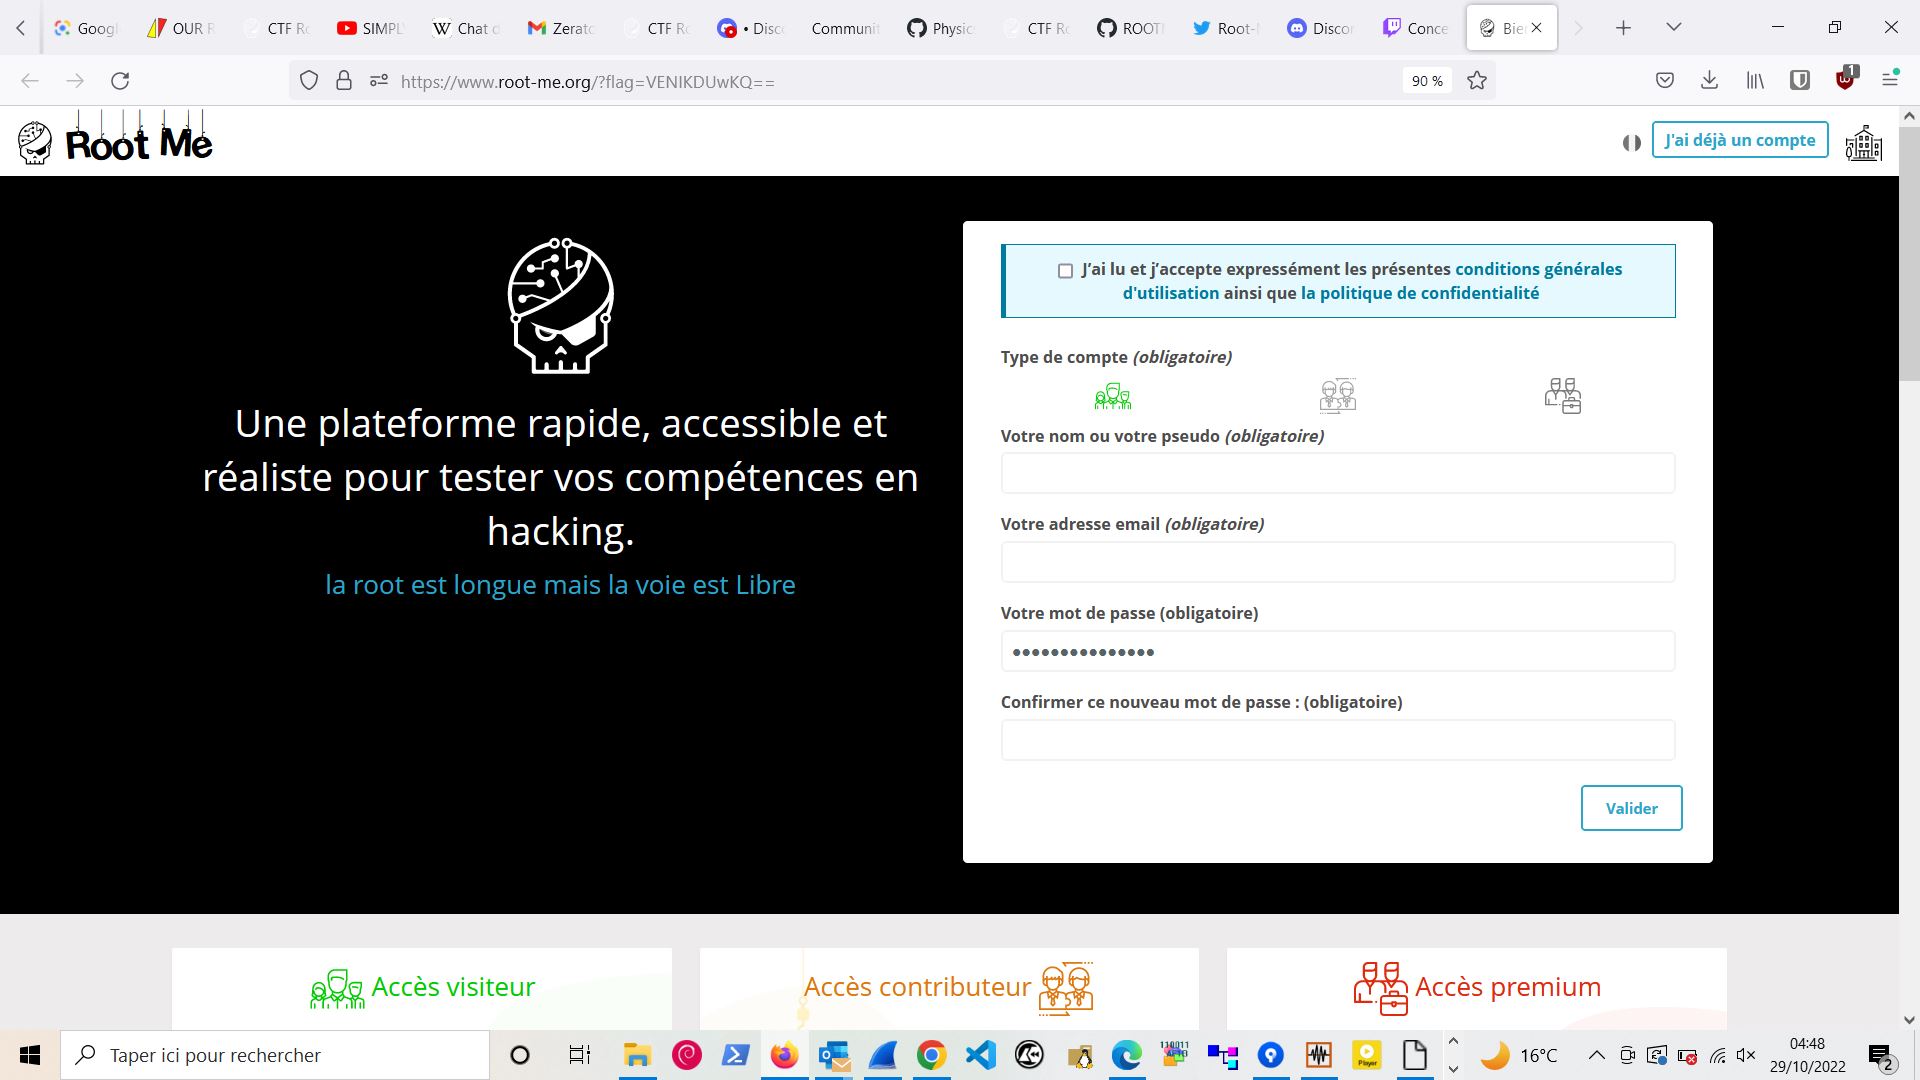 Googl
OUR R
CTF Ro
SIMPL
Chat d
Zerato
CTF Ro
• Disc
Communit
Physic
CTF Ro
ROOT
Root-
Discor
Conce
Bie
https://www.root-me.org/?flag=VENIKDUwKQ==
90 %
1
Root Me
J'ai déjà un compte
Une plateforme rapide, accessible et
réaliste pour tester vos compétences en
hacking.
la root est longue mais la voie est Libre
J’ai lu et j’accepte expressément les présentes conditions générales
d'utilisation ainsi que la politique de confidentialité
Type de compte (obligatoire)
Votre nom ou votre pseudo (obligatoire)
Votre adresse email (obligatoire)
Votre mot de passe (obligatoire)
•••••••••••••••
Confirmer ce nouveau mot de passe : (obligatoire)
Valider
Accès visiteur
Accès contributeur
Accès premium
Taper ici pour rechercher
110011
Player
16°C
04:48
29/10/2022
2